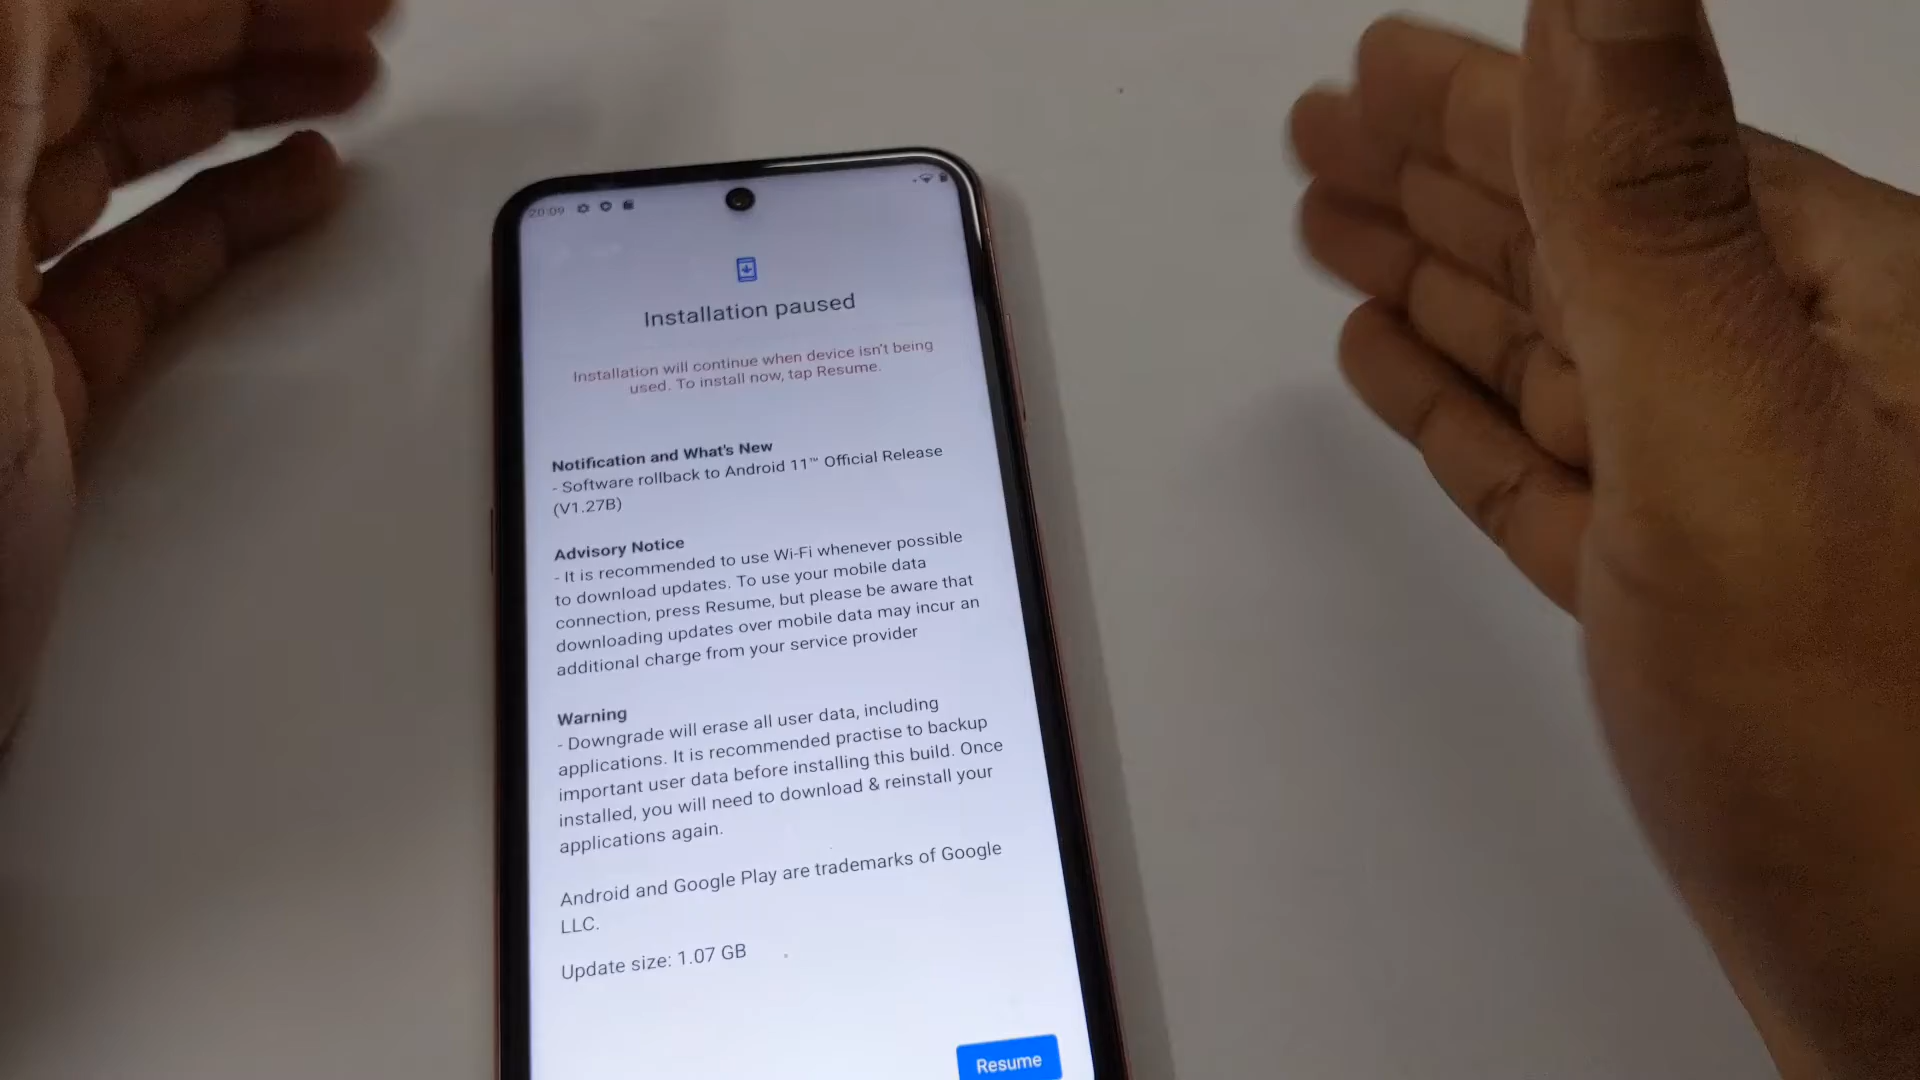 20:09
Installation paused
Installation will continue when device isn't being
used. To install now, tap Resume.
Notification and What's New
- Software rollback to Android 11™ Official Release
(V1.27B)
Advisory Notice
- It is recommended to use Wi-Fi whenever possible
to download updates. To use your mobile data
connection, press Resume, but please be aware that
downloading updates over mobile data may incur an
additional charge from your service provider
Warning
- Downgrade will erase all user data, including
applications. It is recommended practise to backup
important user data before installing this build. Once
installed, you will need to download & reinstall your
applications again.
Android and Google Play are trademarks of Google
LLC.
Update size: 1.07 GB
Resume